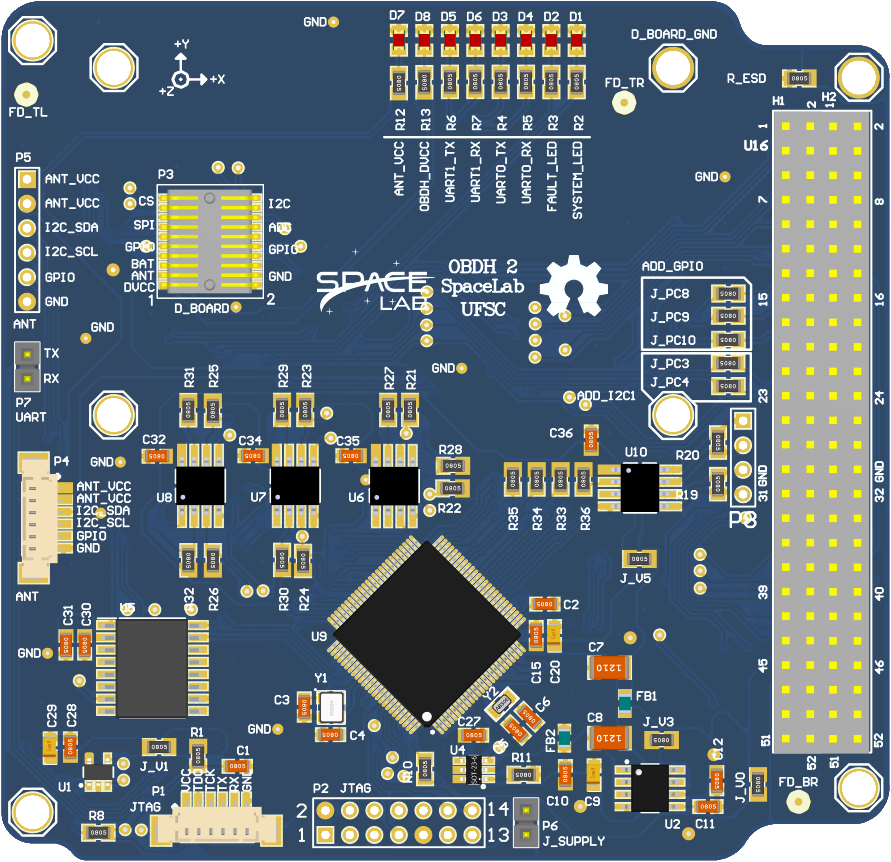 D7 D8 D5 D6 D3 D4 D2 D1
GND
D_BOARD_GND
+Y
+X
+Z
FD_TL
FD_TR
R_ESD
H1 2 1 H2
R12 R13 R6 R7 R4 R5 R3 R2
ANT_VCC
OBDH_DVCC
UART1_TX
UART1_RX
UART0_TX
UART0_RX
FAULT_LED
SYSTEM_LED
1 2
U16
7 8
15 16
23 24
GND GND
31 32
39 40
45 46
51 52
52 51
P5
ANT_VCC
ANT_VCC
I2C_SDA
I2C_SCL
GPIO
GND
ANT
P3
CS I2C
SPI ADC
GPIO GPIO
BAT
ANT GND
DVCC
1 2
D_BOARD
GND
SPACE
LAB
OBDH 2
SpaceLab
UFSC
GND
ADD_GPIO
J_PC8
J_PC9
J_PC10
J_PC3
J_PC4
GND
TX
RX
P7
UART
GND
ADD_I2C1
R31 R25 R29 R23 R27 R21
C32 C34 C35
C36
U10
R20
R19
R28
R22
U8 U7 U6
R35 R34 R33 R36
P8
GND
P4
ANT_VCC
ANT_VCC
I2C_SDA
I2C_SCL
GPIO
GND
ANT
R32 R26 R30 R24
J_V5
C31 C30
U5
GND
U9
C2
C15 C20
C7
1210
Y1
C3
C4
GND
Y2
C6
C5
C27
FB1
FB2
C8
1210
J_V3
C12
C29 C28
U1
J_V1
R1
C1
R10
U4
SOT-23-6
R11
C10 C9
U2
C11
J_V0
FD_BR
R8
P1
JTAG
VCC
TDO
TCK
TX
RX
GND
P2 JTAG
2 14
1 13
P6
J_SUPPLY